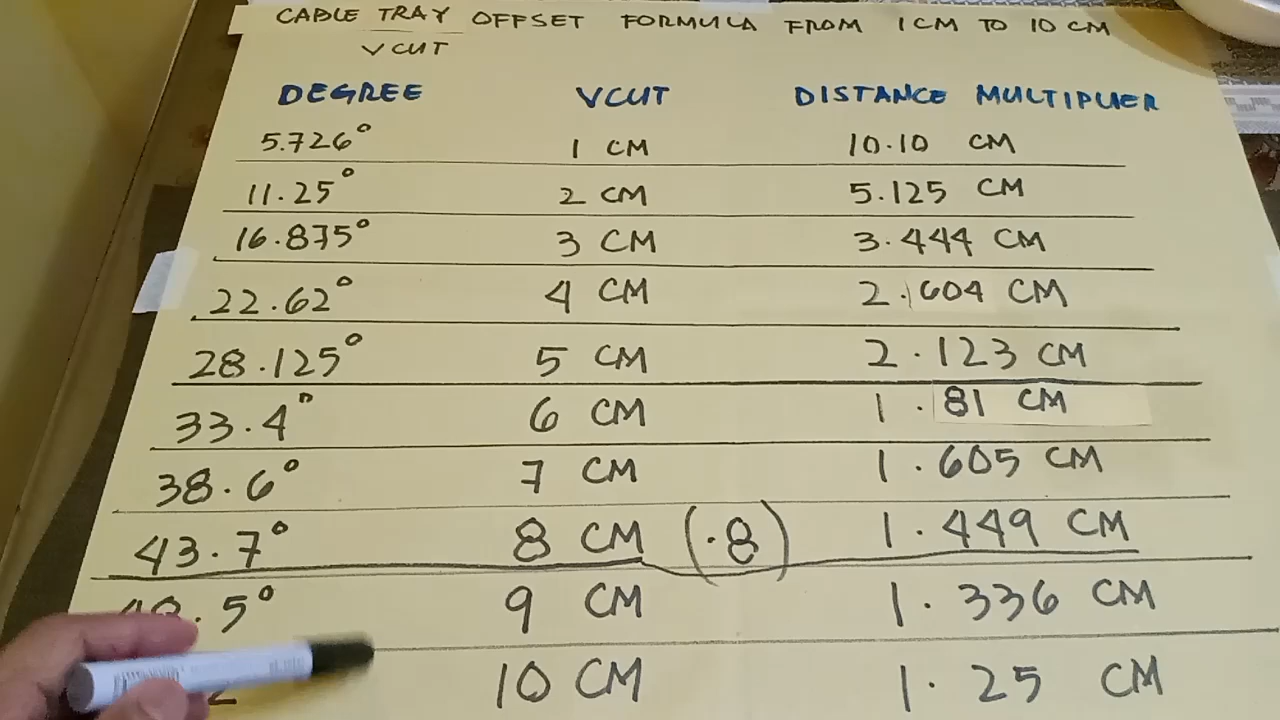 CABLE TRAY OFFSET FORMULA FROM 1CM TO 10 CM
VCUT
DEGREE VCUT DISTANCE MULTIPLIER
5.726° 1 CM 10.10 CM
11.25° 2 CM 5.125 CM
16.875° 3 CM 3.444 CM
22.62° 4 CM 2.604 CM
28.125° 5 CM 2.123 CM
33.4° 6 CM 1.81 CM
38.6° 7 CM 1.605 CM
43.7° 8 CM (.8) 1.449 CM
.5° 9 CM 1.336 CM
10 CM 1.25 CM